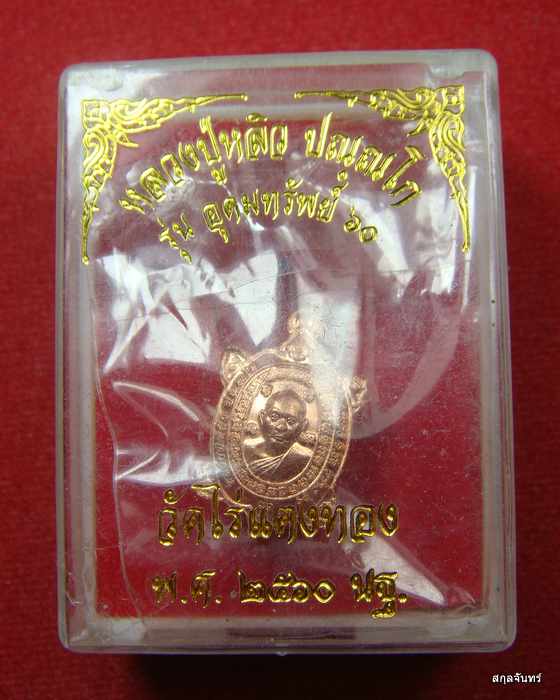 หลวงปู่หลิว ปณฺณโก
รุ่น อุดมทรัพย์ ๖๐
วัดไร่แตงทอง
พ.ศ. ๒๕๖๐ นฐ.
สกุลจันทร์